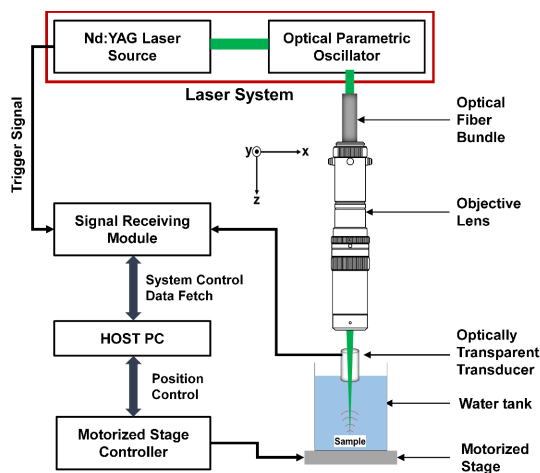 Nd:YAG Laser
Source
Optical Parametric
Oscillator
Laser System
Optical
Fiber
Bundle
Trigger Signal
y
x
z
Signal Receiving
Module
Objective
Lens
System Control
Data Fetch
HOST PC
Optically
Transparent
Transducer
Position
Control
Water tank
Motorized Stage
Controller
Sample
Motorized
Stage